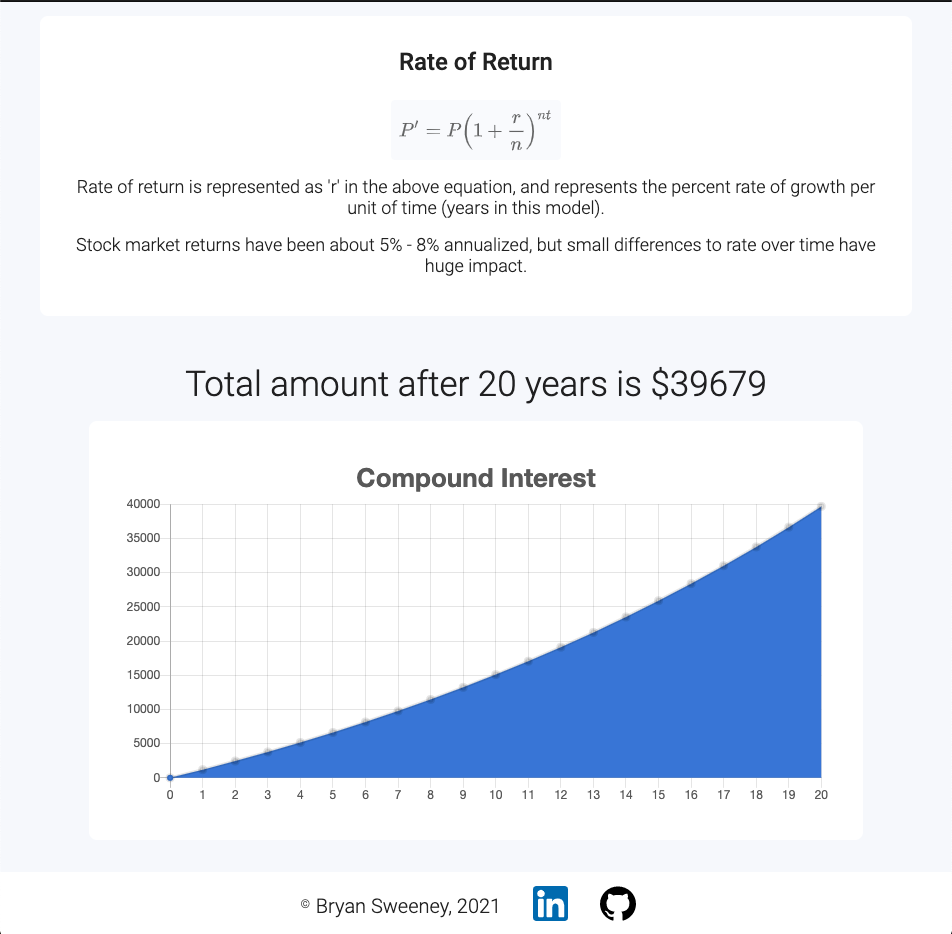 Rate of Return
P′ = P(1 + r/n)^nt
Rate of return is represented as 'r' in the above equation, and represents the percent rate of growth per
unit of time (years in this model).
Stock market returns have been about 5% - 8% annualized, but small differences to rate over time have
huge impact.
Total amount after 20 years is $39679
Compound Interest
40000
35000
30000
25000
20000
15000
10000
5000
0
0 1 2 3 4 5 6 7 8 9 10 11 12 13 14 15 16 17 18 19 20
© Bryan Sweeney, 2021 in